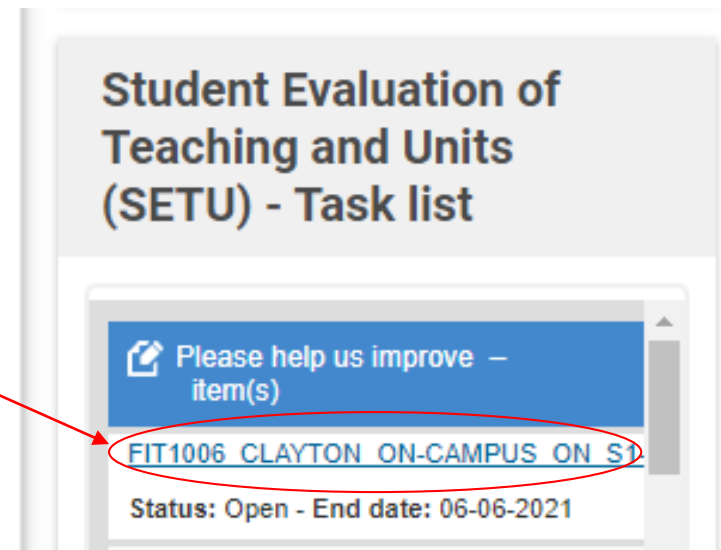 Student Evaluation of
Teaching and Units
(SETU) - Task list
Please help us improve –
item(s)
FIT1006_CLAYTON_ON-CAMPUS_ON_S1-
Status: Open - End date: 06-06-2021